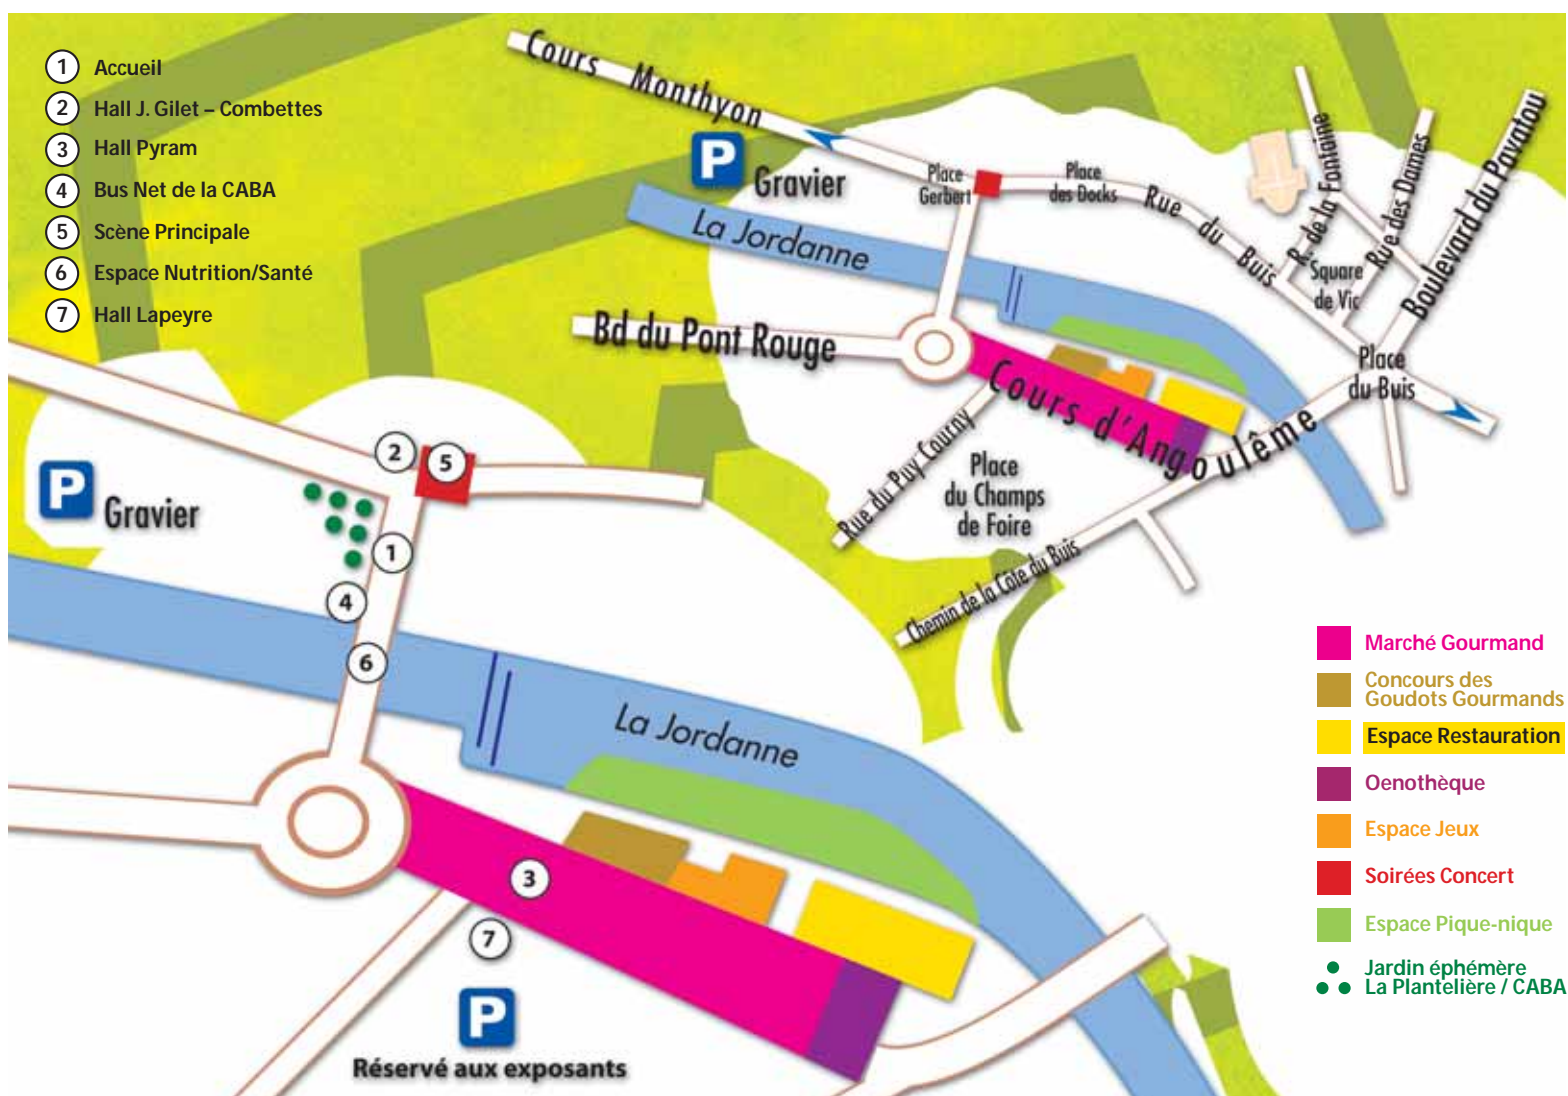 1 Accueil
2 Hall J. Gilet – Combettes
3 Hall Pyram
4 Bus Net de la CABA
5 Scène Principale
6 Espace Nutrition/Santé
7 Hall Lapeyre
Cours Monthyon
P
Gravier
Place
Gerbert
Place
des Docks
Rue du Buis
R. de la Fontaine
Rue des Dames
Boulevard du Pavatou
Square
de Vic
La Jordanne
Bd du Pont Rouge
Cours d'Angoulême
Place
du Buis
Rue du Puy Courny
Place
du Champs
de Foire
Chemin de la Côte du Buis
2
5
P
Gravier
1
4
6
La Jordanne
3
7
P
Réservé aux exposants
Marché Gourmand
Concours des
Goudots Gourmands
Espace Restauration
Oenothèque
Espace Jeux
Soirées Concert
Espace Pique-nique
Jardin éphémère
La Plantelière / CABA